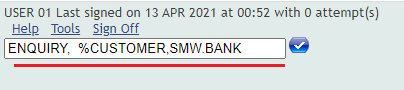 USER 01 Last signed on 13 APR 2021 at 00:52 with 0 attempt(s)
Help Tools Sign Off
ENQUIRY, %CUSTOMER,SMW.BANK